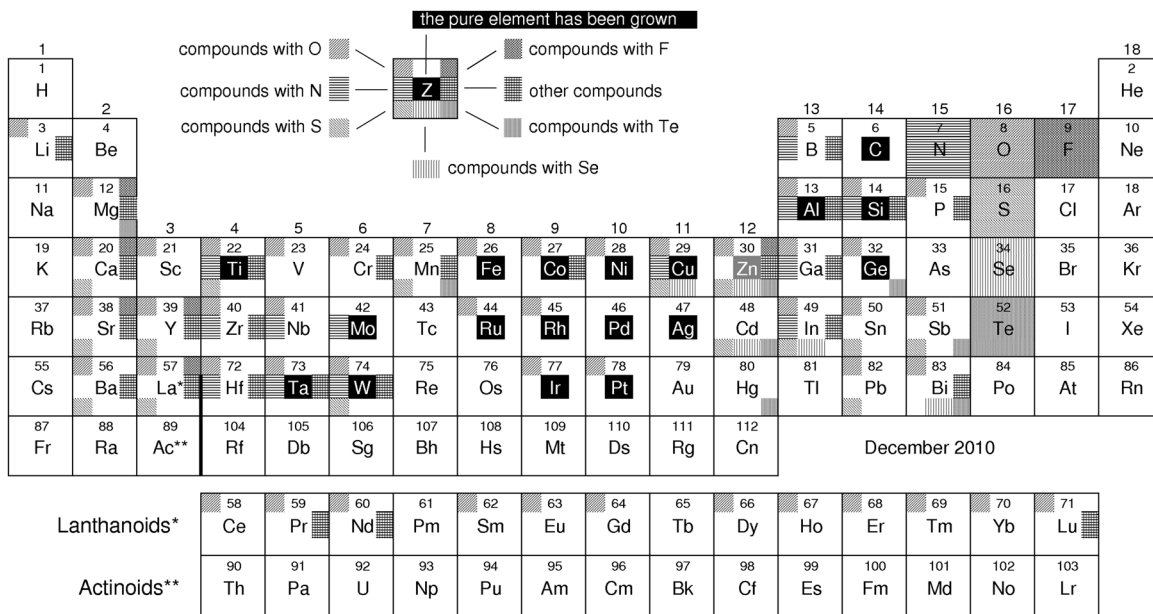 the pure element has been grown
compounds with O
compounds with F
compounds with N
Z
other compounds
compounds with S
compounds with Te
compounds with Se
1 18
1 2
H 2 13 14 15 16 17 He
3 4 5 6 7 8 9 10
Li Be B C N O F Ne
11 12 13 14 15 16 17 18
Na Mg Al Si P S Cl Ar
3 4 5 6 7 8 9 10 11 12
19 20 21 22 23 24 25 26 27 28 29 30 31 32 33 34 35 36
K Ca Sc Ti V Cr Mn Fe Co Ni Cu Zn Ga Ge As Se Br Kr
37 38 39 40 41 42 43 44 45 46 47 48 49 50 51 52 53 54
Rb Sr Y Zr Nb Mo Tc Ru Rh Pd Ag Cd In Sn Sb Te I Xe
55 56 57 72 73 74 75 76 77 78 79 80 81 82 83 84 85 86
Cs Ba La* Hf Ta W Re Os Ir Pt Au Hg Tl Pb Bi Po At Rn
87 88 89 104 105 106 107 108 109 110 111 112
Fr Ra Ac** Rf Db Sg Bh Hs Mt Ds Rg Cn December 2010
58 59 60 61 62 63 64 65 66 67 68 69 70 71
Lanthanoids* Ce Pr Nd Pm Sm Eu Gd Tb Dy Ho Er Tm Yb Lu
90 91 92 93 94 95 96 97 98 99 100 101 102 103
Actinoids** Th Pa U Np Pu Am Cm Bk Cf Es Fm Md No Lr